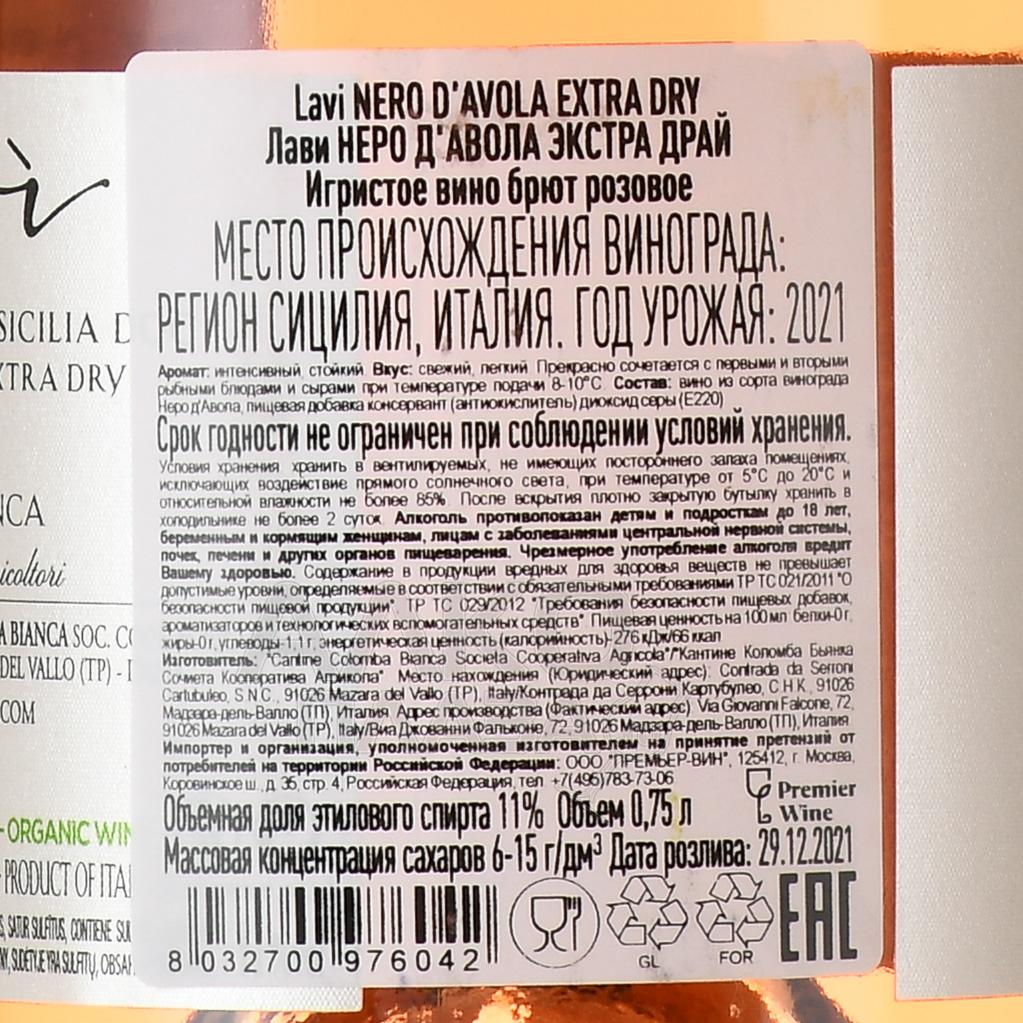 Lavi NERO D'AVOLA EXTRA DRY
Лави НЕРО Д'АВОЛА ЭКСТРА ДРАЙ
Игристое вино брют розовое
МЕСТО ПРОИСХОЖДЕНИЯ ВИНОГРАДА:
РЕГИОН СИЦИЛИЯ, ИТАЛИЯ. ГОД УРОЖАЯ: 2021
Аромат: интенсивный, стойкий. Вкус: свежий, легкий. Прекрасно сочетается с первыми и вторыми
рыбными блюдами и сырами при температуре подачи 8-10°С. Состав: вино из сорта винограда
Неро д'Авола, пищевая добавка консервант (антиокислитель) диоксид серы (Е220)
Срок годности не ограничен при соблюдении условий хранения.
Условия хранения: хранить в вентилируемых, не имеющих постороннего запаха помещениях,
исключающих воздействие прямого солнечного света, при температуре от 5°С до 20°С и
относительной влажности не более 85%. После вскрытия плотно закрытую бутылку хранить в
холодильнике не более 2 суток. Алкоголь противопоказан детям и подросткам до 18 лет,
беременным и кормящим женщинам, лицам с заболеваниями центральной нервной системы,
почек, печени и других органов пищеварения. Чрезмерное употребление алкоголя вредит
Вашему здоровью. Содержание в продукции вредных для здоровья веществ не превышает
допустимые уровни, определяемые в соответствии с обязательными требованиями ТР ТС 021/2011 "О
безопасности пищевой продукции". ТР ТС 029/2012 "Требования безопасности пищевых добавок,
ароматизаторов и технологических вспомогательных средств". Пищевая ценность на 100 мл: белки-0 г,
жиры-0 г, углеводы-1,1 г, энергетическая ценность (калорийность)-276 кДж/66 ккал
Изготовитель: "Cantine Colomba Bianca Societa Cooperativa Agricola"/"Кантине Коломба Бьянка
Сочиета Кооператива Агрикола" Место нахождения (Юридический адрес): Contrada da Serroni
Cartubuleo, S.N.C., 91026 Mazara del Vallo (TP), Italy/Контрада да Серрони Картубулео, С.Н.К., 91026
Мадзара-дель-Валло (ТП), Италия. Адрес производства (Фактический адрес): Via Giovanni Falcone, 72,
91026 Mazara del Vallo (TP), Italy/Виа Джованни Фальконе, 72, 91026 Мадзара-дель-Валло (ТП), Италия
Импортер и организация, уполномоченная изготовителем на принятие претензий от
потребителей на территории Российской Федерации: ООО "ПРЕМЬЕР-ВИН", 125412, г. Москва,
Коровинское ш., д. 35, стр. 4, Российская Федерация, тел. +7(495)783-73-06
Premier
Wine
Объемная доля этилового спирта 11% Объем 0,75 л
Массовая концентрация сахаров 6-15 г/дм³ Дата розлива: 29.12.2021
8 032700 976042
GL
FOR
EAC
SICILIA D
XTRA DRY
NCA
icoltori
A BIANCA SOC. CO
DEL VALLO (TP) - I
.COM
-ORGANIC WIN
PRODUCT OF ITA